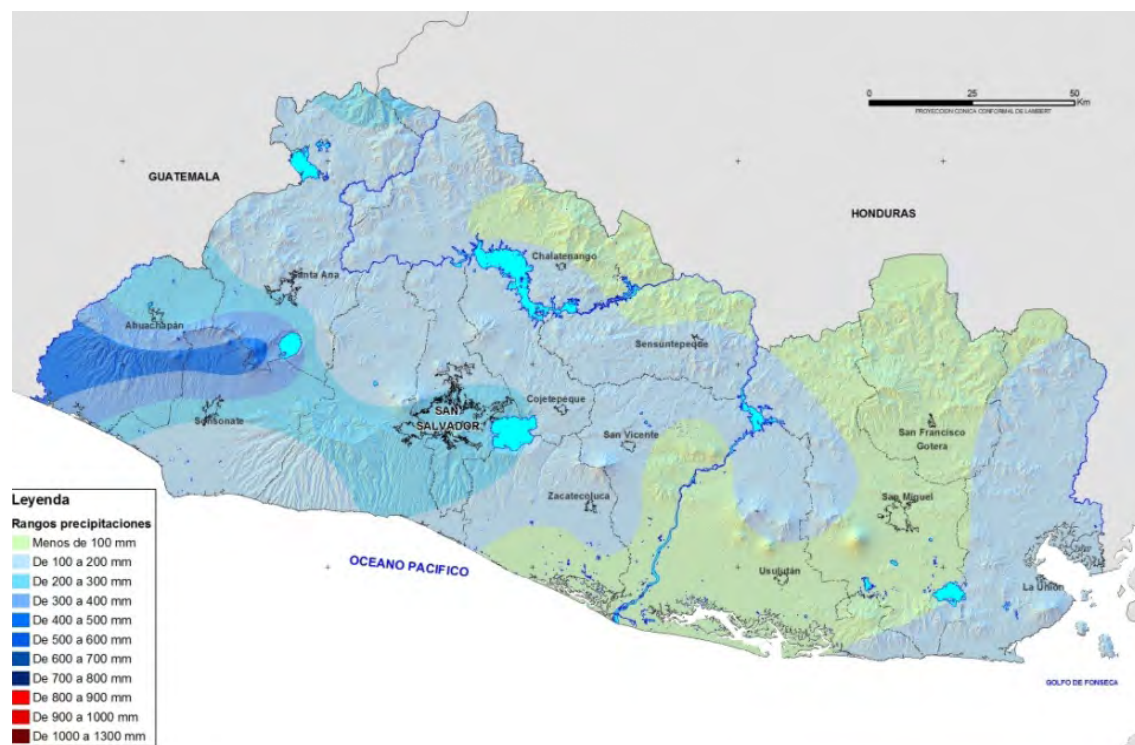 0
25
50
Km
PROYECCION CONICA CONFORMAL DE LAMBERT
GUATEMALA
HONDURAS
Chalatenango
Santa Ana
Ahuachapán
Sensuntepeque
Cojetepeque
SAN
SALVADOR
Sonsonate
San Vicente
San Francisco
Gotera
Zacatecoluca
San Miguel
Usulután
La Unión
OCEANO PACIFICO
GOLFO DE FONSECA
Leyenda
Rangos precipitaciones
Menos de 100 mm
De 100 a 200 mm
De 200 a 300 mm
De 300 a 400 mm
De 400 a 500 mm
De 500 a 600 mm
De 600 a 700 mm
De 700 a 800 mm
De 800 a 900 mm
De 900 a 1000 mm
De 1000 a 1300 mm